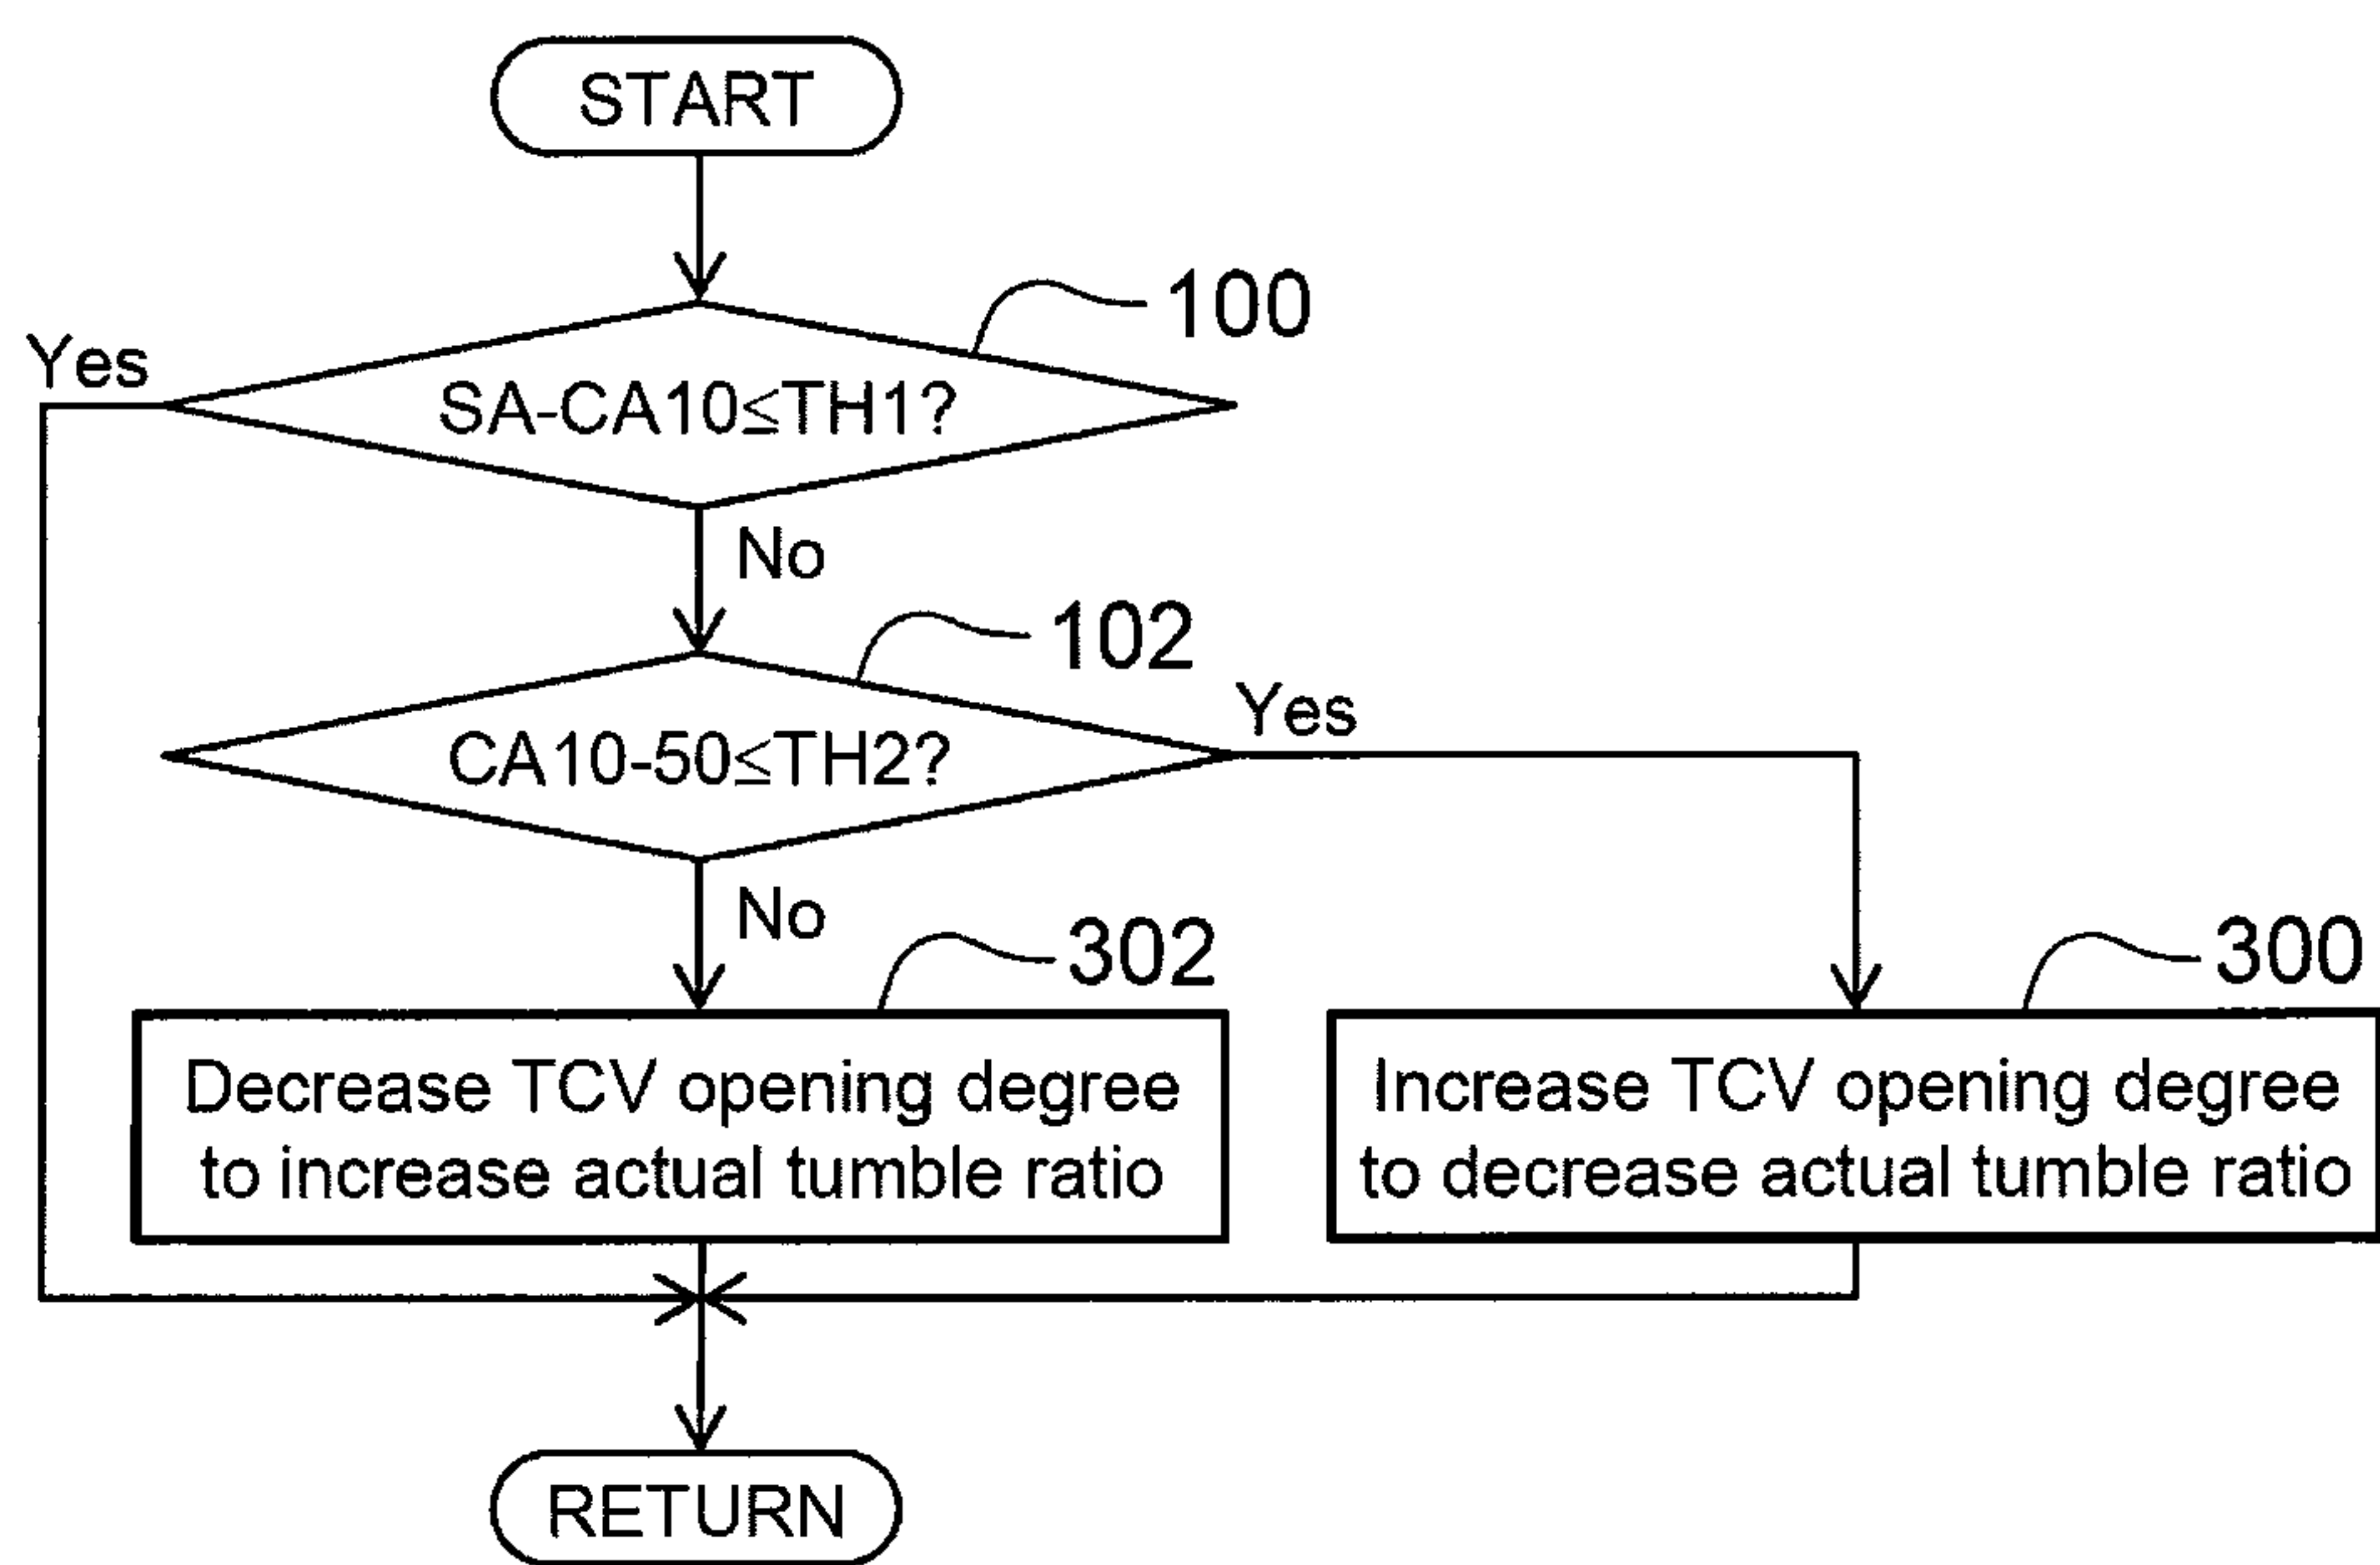 START
100
Yes
SA-CA10≤TH1?
No
102
Yes
CA10-50≤TH2?
No
302
300
Decrease TCV opening degree
to increase actual tumble ratio
Increase TCV opening degree
to decrease actual tumble ratio
RETURN